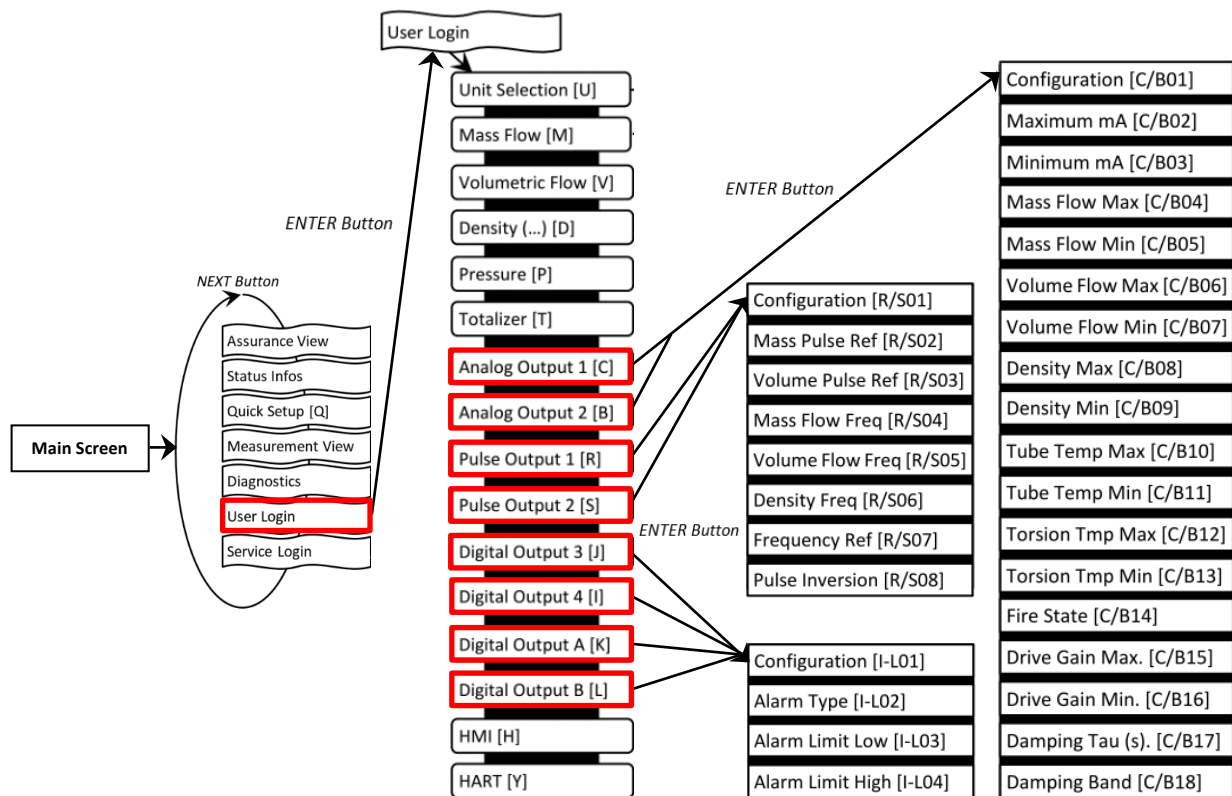 User Login
Unit Selection [U]
Mass Flow [M]
Volumetric Flow [V]
Density (...) [D]
Pressure [P]
Totalizer [T]
Analog Output 1 [C]
Analog Output 2 [B]
Pulse Output 1 [R]
Pulse Output 2 [S]
Digital Output 3 [J]
Digital Output 4 [I]
Digital Output A [K]
Digital Output B [L]
HMI [H]
HART [Y]
ENTER Button
NEXT Button
Assurance View
Status Infos
Quick Setup [Q]
Measurement View
Diagnostics
User Login
Service Login
Main Screen
ENTER Button
Configuration [R/S01]
Mass Pulse Ref [R/S02]
Volume Pulse Ref [R/S03]
Mass Flow Freq [R/S04]
Volume Flow Freq [R/S05]
Density Freq [R/S06]
Frequency Ref [R/S07]
Pulse Inversion [R/S08]
ENTER Button
Configuration [I-L01]
Alarm Type [I-L02]
Alarm Limit Low [I-L03]
Alarm Limit High [I-L04]
Configuration [C/B01]
Maximum mA [C/B02]
Minimum mA [C/B03]
Mass Flow Max [C/B04]
Mass Flow Min [C/B05]
Volume Flow Max [C/B06]
Volume Flow Min [C/B07]
Density Max [C/B08]
Density Min [C/B09]
Tube Temp Max [C/B10]
Tube Temp Min [C/B11]
Torsion Tmp Max [C/B12]
Torsion Tmp Min [C/B13]
Fire State [C/B14]
Drive Gain Max. [C/B15]
Drive Gain Min. [C/B16]
Damping Tau (s). [C/B17]
Damping Band [C/B18]